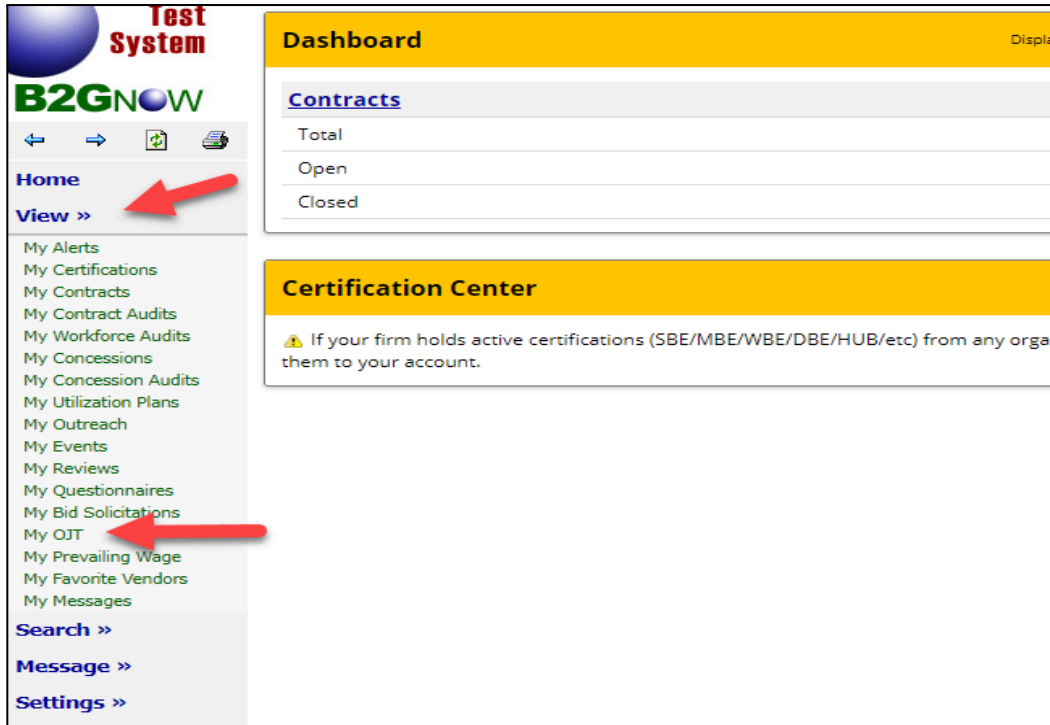 Test
System
B2GNOW
Home
View »
My Alerts
My Certifications
My Contracts
My Contract Audits
My Workforce Audits
My Concessions
My Concession Audits
My Utilization Plans
My Outreach
My Events
My Reviews
My Questionnaires
My Bid Solicitations
My OJT
My Prevailing Wage
My Favorite Vendors
My Messages
Search »
Message »
Settings »
Dashboard
Displa
Contracts
Total
Open
Closed
Certification Center
If your firm holds active certifications (SBE/MBE/WBE/DBE/HUB/etc) from any orga
them to your account.